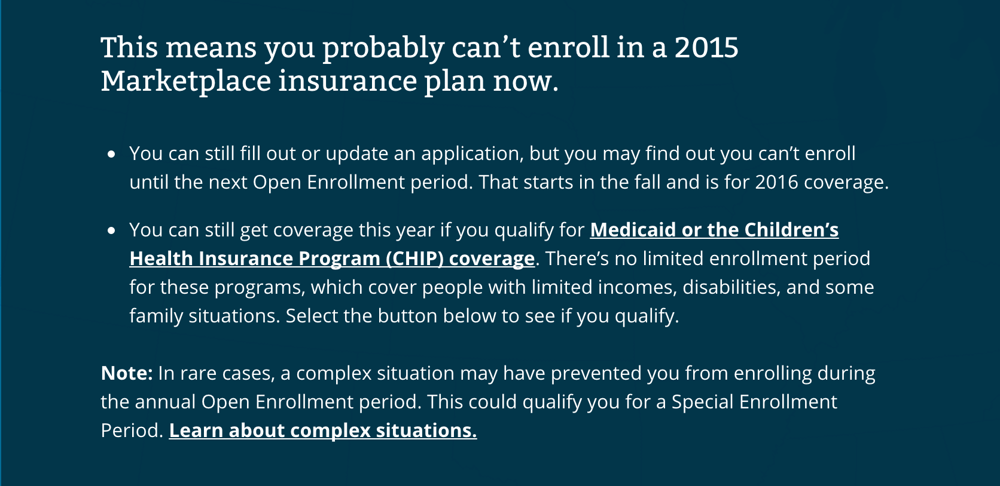 This means you probably can’t enroll in a 2015
Marketplace insurance plan now.
You can still fill out or update an application, but you may find out you can’t enroll
until the next Open Enrollment period. That starts in the fall and is for 2016 coverage.
You can still get coverage this year if you qualify for Medicaid or the Children’s
Health Insurance Program (CHIP) coverage. There’s no limited enrollment period
for these programs, which cover people with limited incomes, disabilities, and some
family situations. Select the button below to see if you qualify.
Note: In rare cases, a complex situation may have prevented you from enrolling during
the annual Open Enrollment period. This could qualify you for a Special Enrollment
Period. Learn about complex situations.